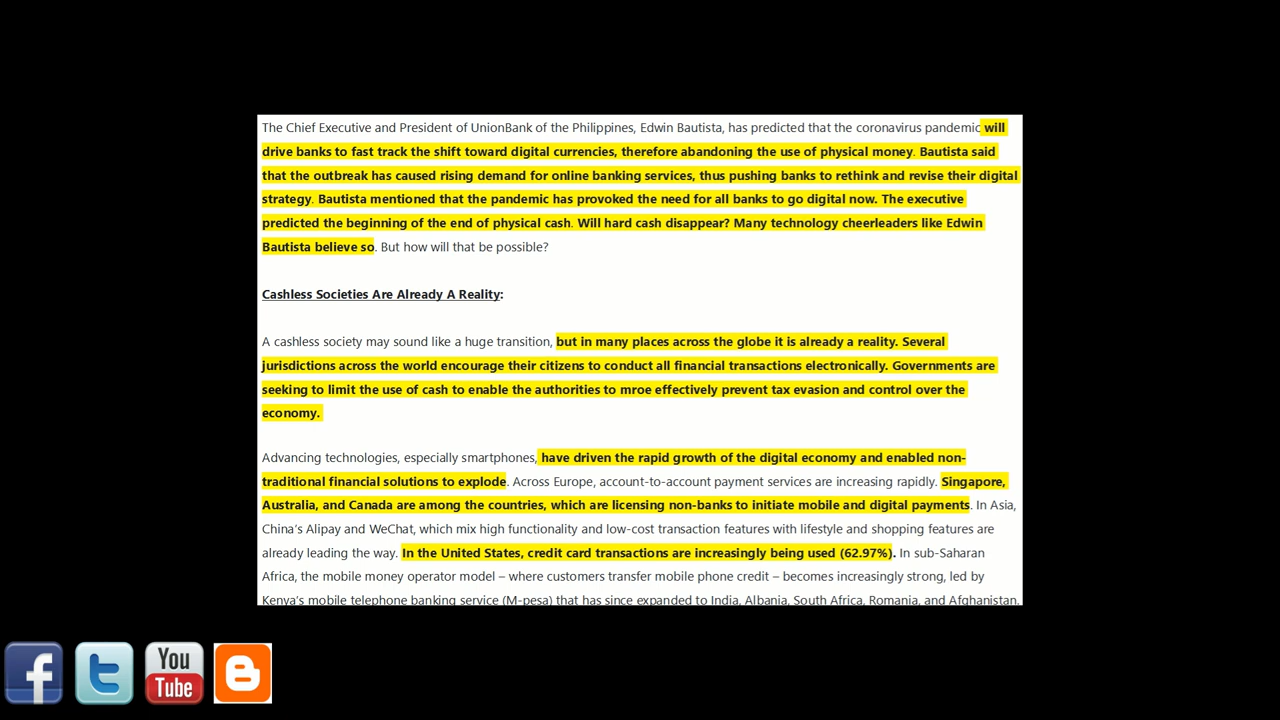 The Chief Executive and President of UnionBank of the Philippines, Edwin Bautista, has predicted that the coronavirus pandemic will
drive banks to fast track the shift toward digital currencies, therefore abandoning the use of physical money. Bautista said
that the outbreak has caused rising demand for online banking services, thus pushing banks to rethink and revise their digital
strategy. Bautista mentioned that the pandemic has provoked the need for all banks to go digital now. The executive
predicted the beginning of the end of physical cash. Will hard cash disappear? Many technology cheerleaders like Edwin
Bautista believe so. But how will that be possible?
Cashless Societies Are Already A Reality:
A cashless society may sound like a huge transition, but in many places across the globe it is already a reality. Several
jurisdictions across the world encourage their citizens to conduct all financial transactions electronically. Governments are
seeking to limit the use of cash to enable the authorities to mroe effectively prevent tax evasion and control over the
economy.
Advancing technologies, especially smartphones, have driven the rapid growth of the digital economy and enabled non-
traditional financial solutions to explode. Across Europe, account-to-account payment services are increasing rapidly. Singapore,
Australia, and Canada are among the countries, which are licensing non-banks to initiate mobile and digital payments. In Asia,
China's Alipay and WeChat, which mix high functionality and low-cost transaction features with lifestyle and shopping features are
already leading the way. In the United States, credit card transactions are increasingly being used (62.97%). In sub-Saharan
Africa, the mobile money operator model – where customers transfer mobile phone credit – becomes increasingly strong, led by
Kenya's mobile telephone banking service (M-pesa) that has since expanded to India, Albania, South Africa, Romania, and Afghanistan.
You
Tube